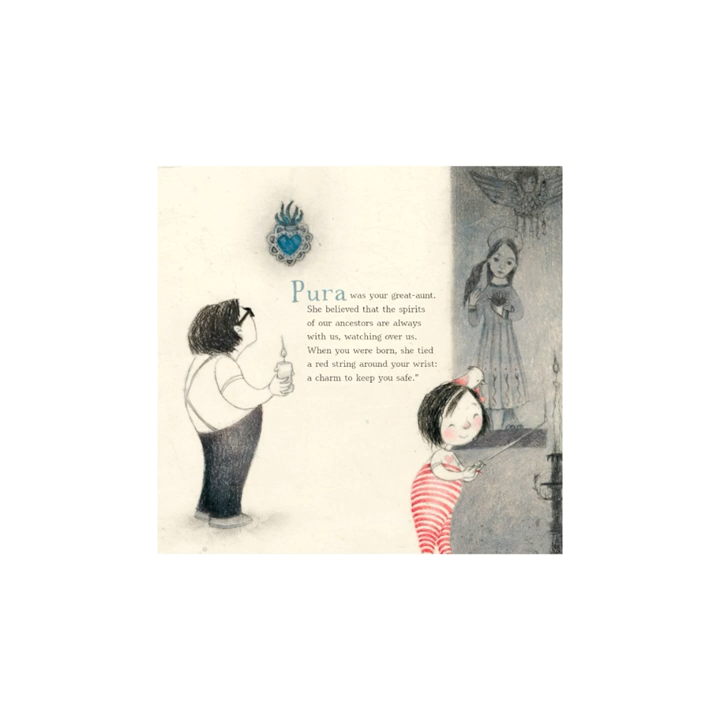 Pura was your great-aunt.
She believed that the spirits
of our ancestors are always
with us, watching over us.
When you were born, she tied
a red string around your wrist:
a charm to keep you safe.”